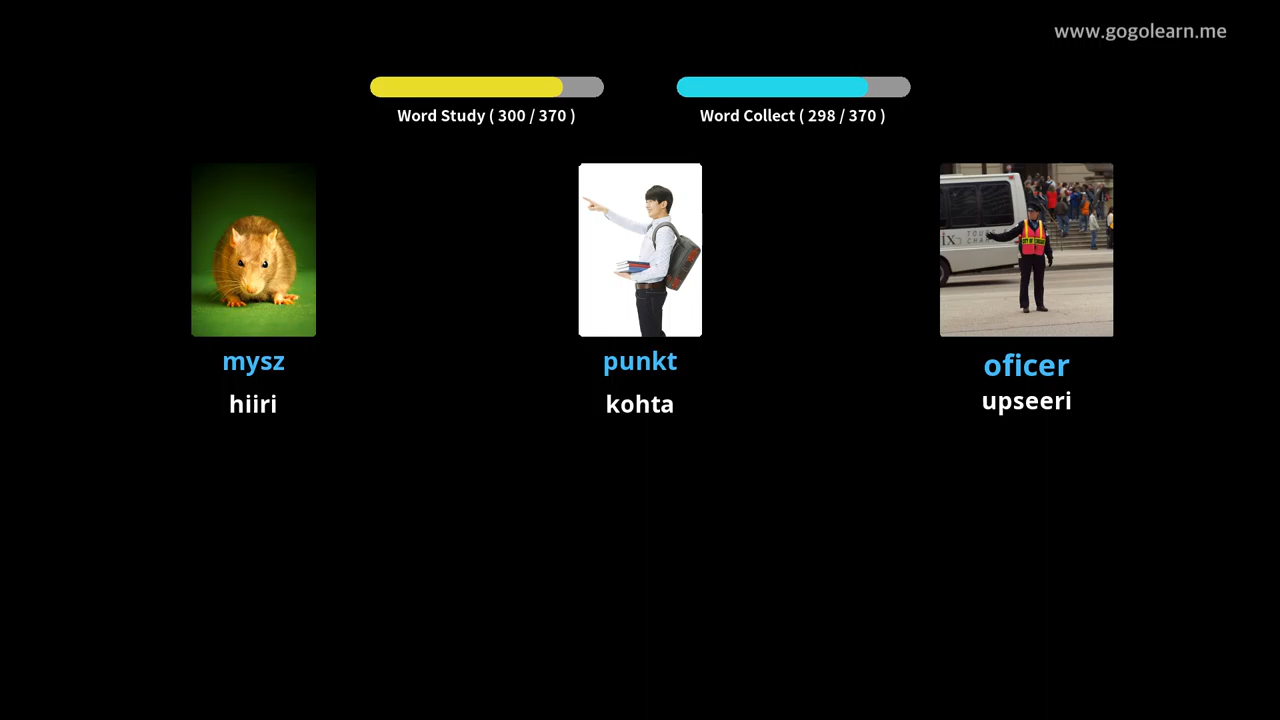 www.gogolearn.me
Word Study ( 300 / 370 )
Word Collect ( 298 / 370 )
mysz
punkt
oficer
hiiri
kohta
upseeri